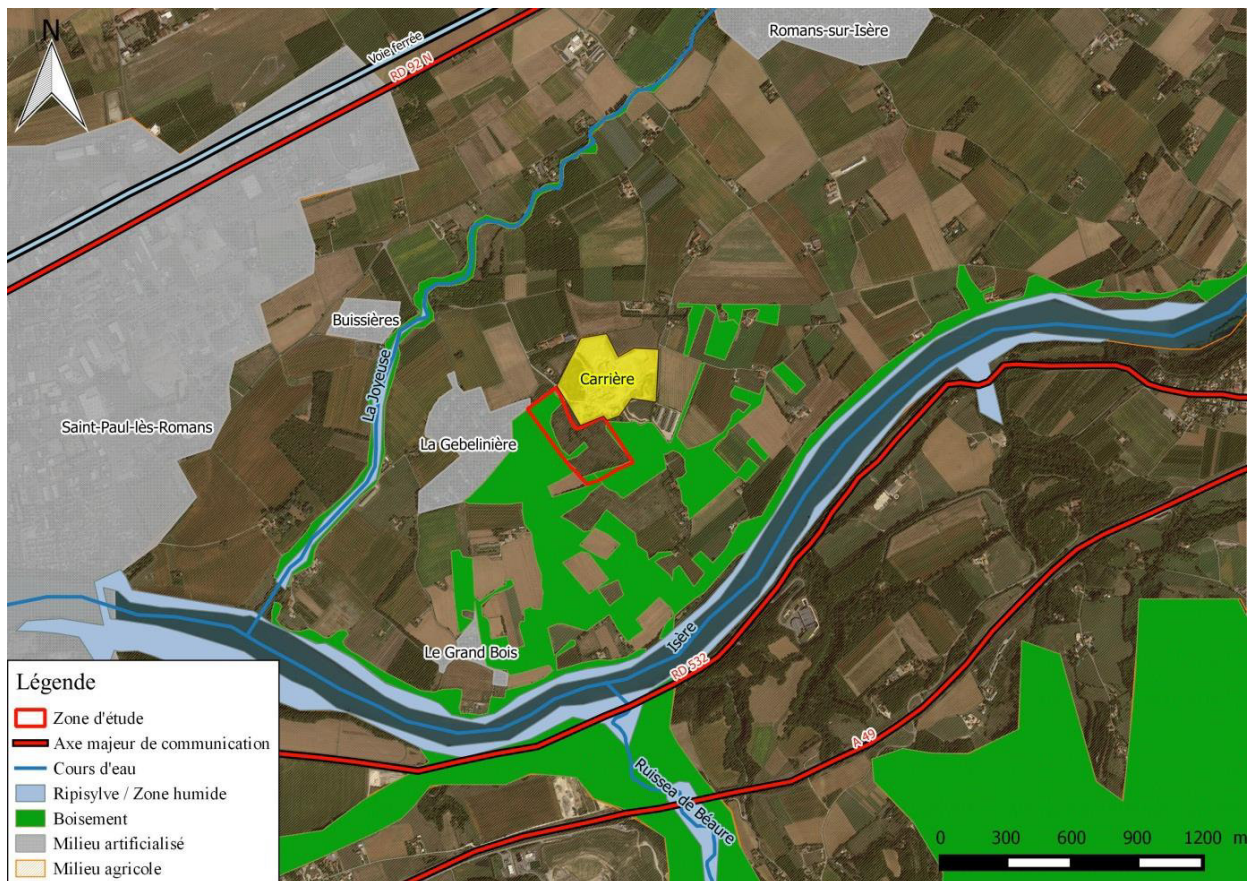 N
Voie ferrée
RD 92 N
Romans-sur-Isère
Buissières
La Joyeuse
Carrière
Saint-Paul-lès-Romans
La Gebelinière
Le Grand Bois
Isère
RD 532
A 49
Ruissea de Béaure
Légende
Zone d'étude
Axe majeur de communication
Cours d'eau
Ripisylve / Zone humide
Boisement
Milieu artificialisé
Milieu agricole
0 300 600 900 1200 m